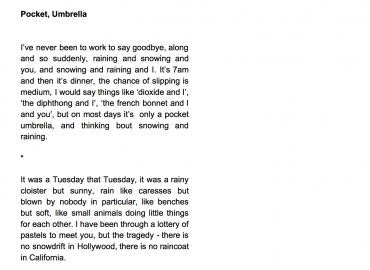 Pocket, Umbrella
I've never been to work to say goodbye, along
and so suddenly, raining and snowing and
you, and snowing and raining and I. It's 7am
and then it's dinner, the chance of slipping is
medium, I would say things like 'dioxide and I',
'the diphthong and I', 'the french bonnet and I
and you', but on most days it's only a pocket
umbrella, and thinking bout snowing and
raining.
*
It was a Tuesday that Tuesday, it was a rainy
cloister but sunny, rain like caresses but
blown by nobody in particular, like benches
but soft, like small animals doing little things
for each other. I have been through a lottery of
pastels to meet you, but the tragedy - there is
no snowdrift in Hollywood, there is no raincoat
in California.